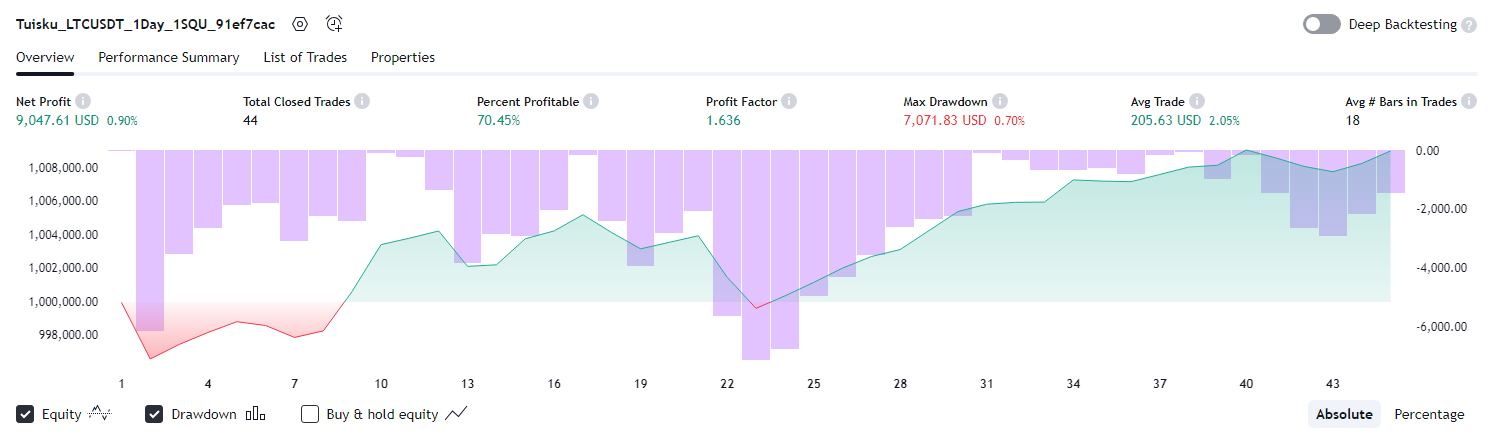 Tuisku_LTCUSDT_1Day_1SQU_91ef7cac Deep Backtesting ?
Overview Performance Summary List of Trades Properties
Net Profit i Total Closed Trades i Percent Profitable i Profit Factor i Max Drawdown i Avg Trade i Avg # Bars in Trades i
9,047.61 USD 0.90% 44 70.45% 1.636 7,071.83 USD 0.70% 205.63 USD 2.05% 18
0.00
1,008,000.00
1,006,000.00
-2,000.00
1,004,000.00
1,002,000.00 -4,000.00
1,000,000.00
-6,000.00
998,000.00
1 4 7 10 13 16 19 22 25 28 31 34 37 40 43
Equity Drawdown Buy & hold equity Absolute Percentage